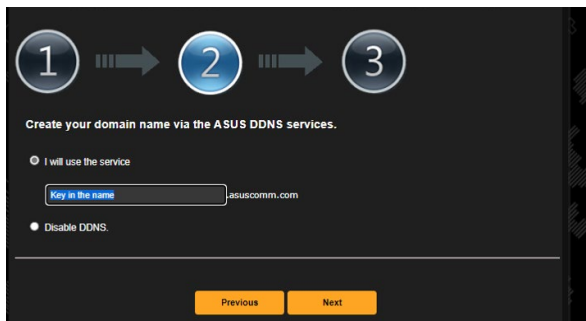 1 2 3
Create your domain name via the ASUS DDNS services.
I will use the service
Key in the name .asuscomm.com
Disable DDNS.
Previous Next